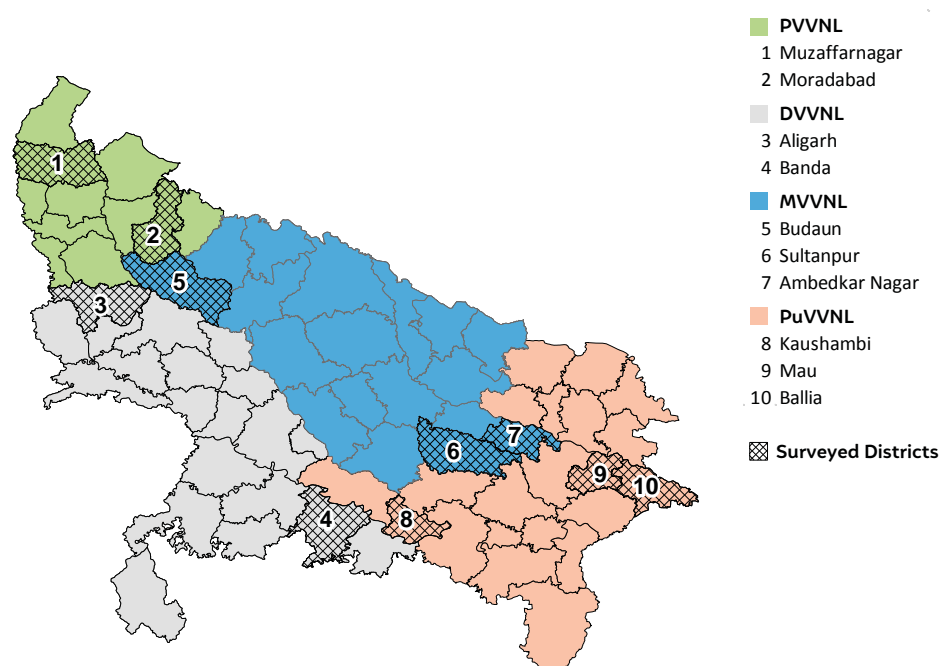 PVVNL
1 Muzaffarnagar
2 Moradabad
DVVNL
3 Aligarh
4 Banda
MVVNL
5 Budaun
6 Sultanpur
7 Ambedkar Nagar
PuVVNL
8 Kaushambi
9 Mau
10 Ballia
Surveyed Districts
1
2
5
3
7
6
9
10
4
8